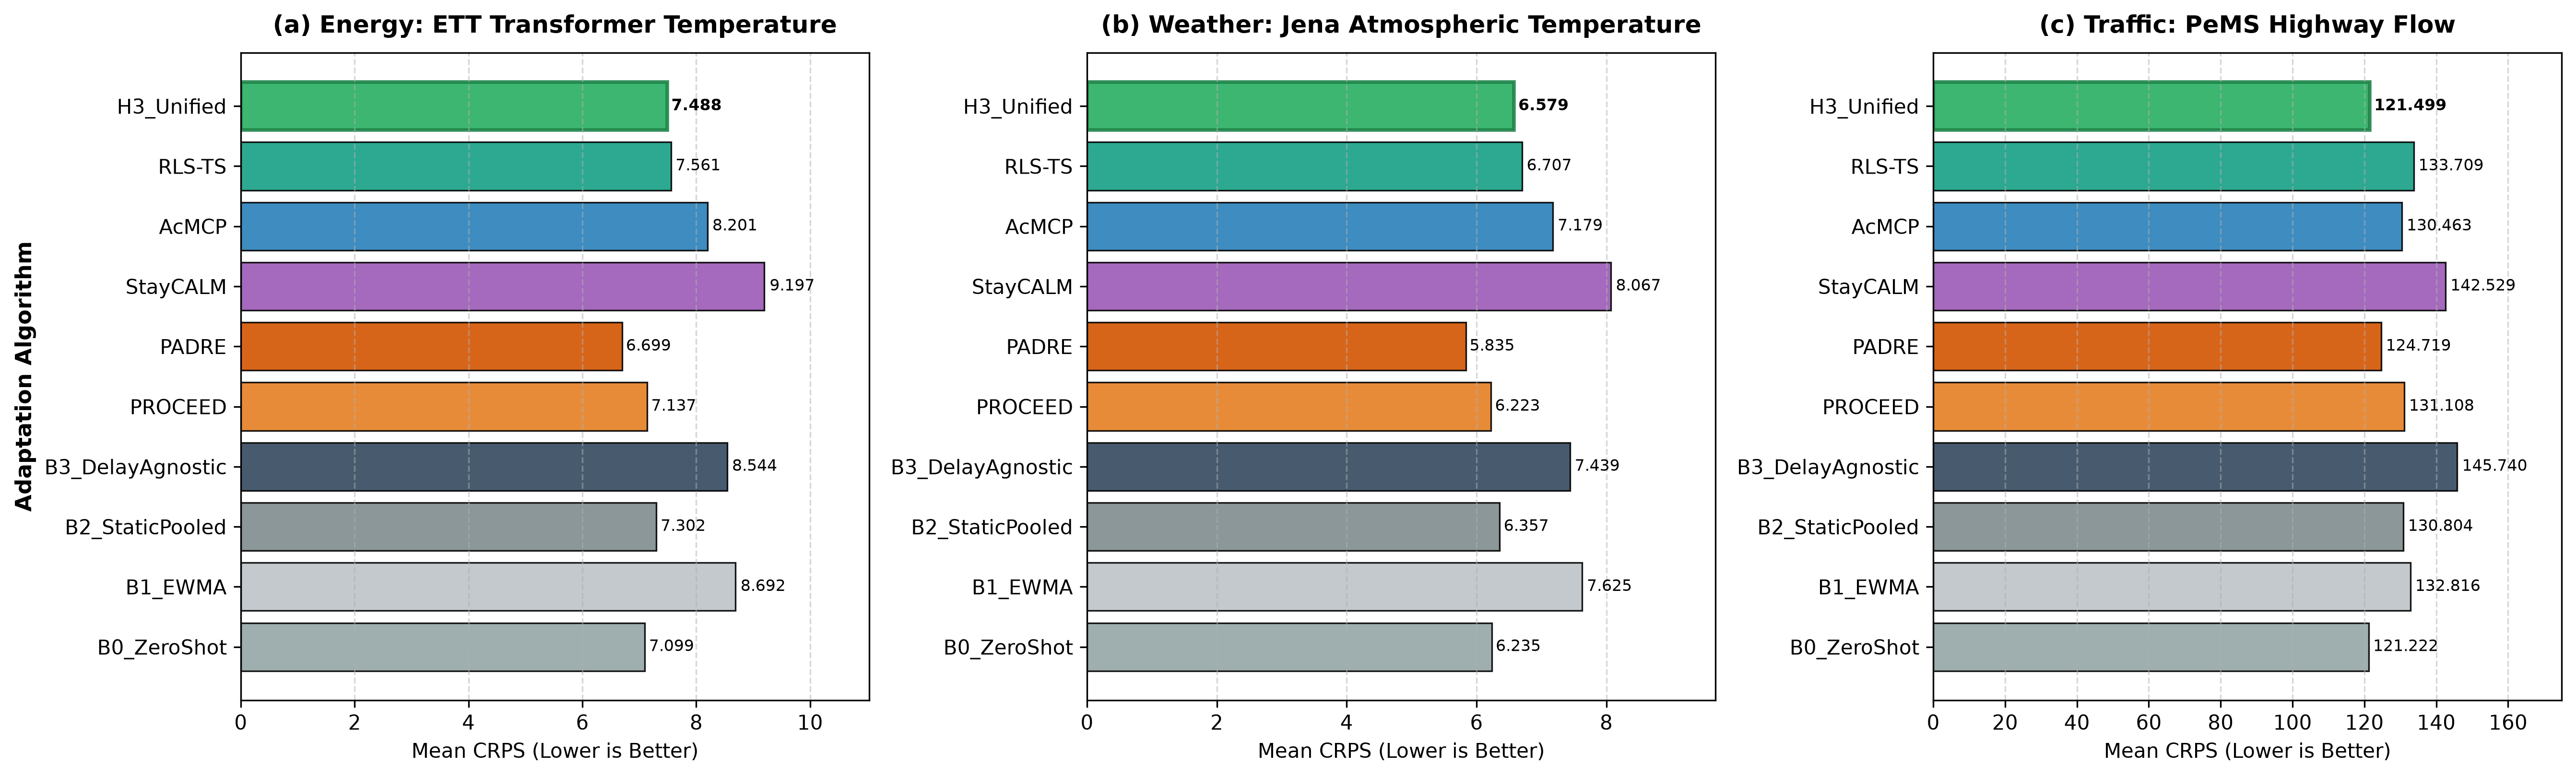 (a) Energy: ETT Transformer Temperature
Adaptation Algorithm
H3_Unified 7.488
RLS-TS 7.561
AcMCP 8.201
StayCALM 9.197
PADRE 6.699
PROCEED 7.137
B3_DelayAgnostic 8.544
B2_StaticPooled 7.302
B1_EWMA 8.692
B0_ZeroShot 7.099
0 2 4 6 8 10
Mean CRPS (Lower is Better)
(b) Weather: Jena Atmospheric Temperature
H3_Unified 6.579
RLS-TS 6.707
AcMCP 7.179
StayCALM 8.067
PADRE 5.835
PROCEED 6.223
B3_DelayAgnostic 7.439
B2_StaticPooled 6.357
B1_EWMA 7.625
B0_ZeroShot 6.235
0 2 4 6 8
Mean CRPS (Lower is Better)
(c) Traffic: PeMS Highway Flow
H3_Unified 121.499
RLS-TS 133.709
AcMCP 130.463
StayCALM 142.529
PADRE 124.719
PROCEED 131.108
B3_DelayAgnostic 145.740
B2_StaticPooled 130.804
B1_EWMA 132.816
B0_ZeroShot 121.222
0 20 40 60 80 100 120 140 160
Mean CRPS (Lower is Better)